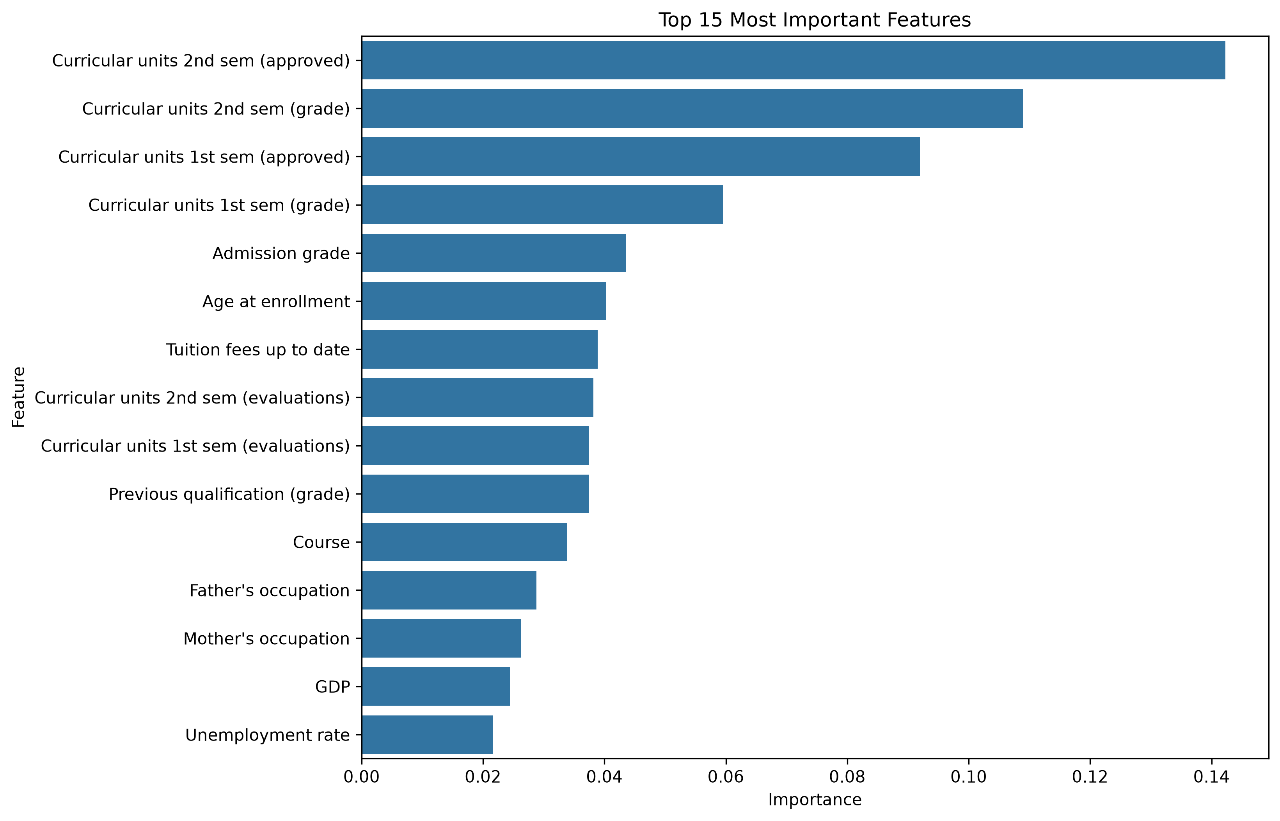 Top 15 Most Important Features
Feature
Curricular units 2nd sem (approved)
Curricular units 2nd sem (grade)
Curricular units 1st sem (approved)
Curricular units 1st sem (grade)
Admission grade
Age at enrollment
Tuition fees up to date
Curricular units 2nd sem (evaluations)
Curricular units 1st sem (evaluations)
Previous qualification (grade)
Course
Father's occupation
Mother's occupation
GDP
Unemployment rate
0.00 0.02 0.04 0.06 0.08 0.10 0.12 0.14
Importance